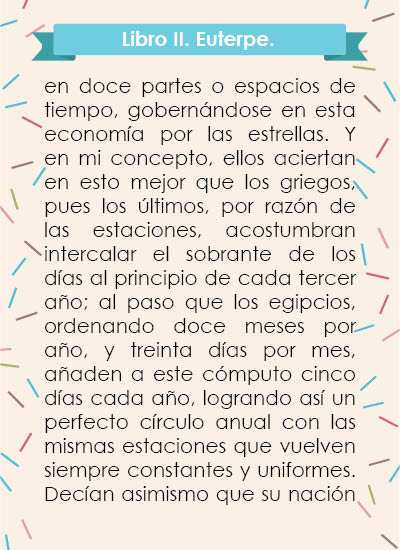 Libro II. Euterpe.
en doce partes o espacios de
tiempo, gobernándose en esta
economía por las estrellas. Y
en mi concepto, ellos aciertan
en esto mejor que los griegos,
pues los últimos, por razón de
las estaciones, acostumbran
intercalar el sobrante de los
días al principio de cada tercer
año; al paso que los egipcios,
ordenando doce meses por
año, y treinta días por mes,
añaden a este cómputo cinco
días cada año, logrando así un
perfecto círculo anual con las
mismas estaciones que vuelven
siempre constantes y uniformes.
Decían asimismo que su nación